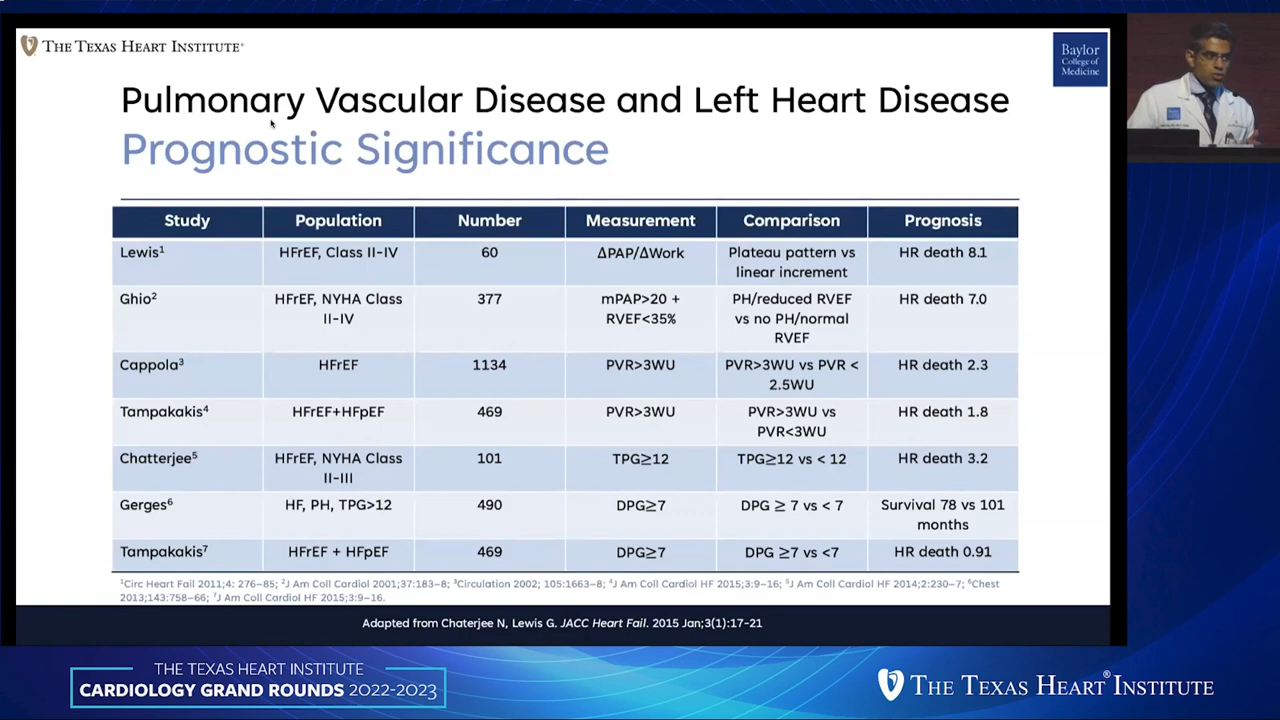 THE TEXAS HEART INSTITUTE®
Baylor
College of
Medicine
Pulmonary Vascular Disease and Left Heart Disease
Prognostic Significance
Study Population Number Measurement Comparison Prognosis
Lewis¹ HFrEF, Class II-IV 60 ΔPAP/ΔWork Plateau pattern vs linear increment HR death 8.1
Ghio² HFrEF, NYHA Class II-IV 377 mPAP>20 + RVEF<35% PH/reduced RVEF vs no PH/normal RVEF HR death 7.0
Cappola³ HFrEF 1134 PVR>3WU PVR>3WU vs PVR < 2.5WU HR death 2.3
Tampakakis⁴ HFrEF+HFpEF 469 PVR>3WU PVR>3WU vs PVR<3WU HR death 1.8
Chatterjee⁵ HFrEF, NYHA Class II-III 101 TPG≥12 TPG≥12 vs < 12 HR death 3.2
Gerges⁶ HF, PH, TPG>12 490 DPG≥7 DPG ≥ 7 vs < 7 Survival 78 vs 101 months
Tampakakis⁷ HFrEF + HFpEF 469 DPG≥7 DPG ≥7 vs <7 HR death 0.91
¹Circ Heart Fail 2011;4: 276–85; ²J Am Coll Cardiol 2001;37:183–8; ³Circulation 2002; 105:1663–8; ⁴J Am Coll Cardiol HF 2015;3:9–16; ⁵J Am Coll Cardiol HF 2014;2:230–7; ⁶Chest
2013;143:758–66; ⁷J Am Coll Cardiol HF 2015;3:9–16.
Adapted from Chaterjee N, Lewis G. JACC Heart Fail. 2015 Jan;3(1):17-21
THE TEXAS HEART INSTITUTE
CARDIOLOGY GRAND ROUNDS 2022-2023
THE TEXAS HEART® INSTITUTE